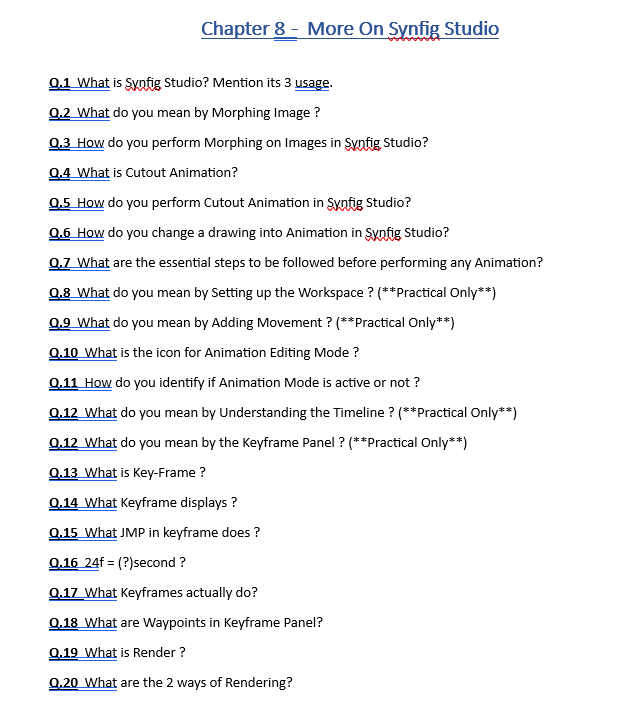 Chapter 8 - More On Synfig Studio
Q.1 What is Synfig Studio? Mention its 3 usage.
Q.2 What do you mean by Morphing Image ?
Q.3 How do you perform Morphing on Images in Synfig Studio?
Q.4 What is Cutout Animation?
Q.5 How do you perform Cutout Animation in Synfig Studio?
Q.6 How do you change a drawing into Animation in Synfig Studio?
Q.7 What are the essential steps to be followed before performing any Animation?
Q.8 What do you mean by Setting up the Workspace ? (**Practical Only**)
Q.9 What do you mean by Adding Movement ? (**Practical Only**)
Q.10 What is the icon for Animation Editing Mode ?
Q.11 How do you identify if Animation Mode is active or not ?
Q.12 What do you mean by Understanding the Timeline ? (**Practical Only**)
Q.12 What do you mean by the Keyframe Panel ? (**Practical Only**)
Q.13 What is Key-Frame ?
Q.14 What Keyframe displays ?
Q.15 What JMP in keyframe does ?
Q.16 24f = (?)second ?
Q.17 What Keyframes actually do?
Q.18 What are Waypoints in Keyframe Panel?
Q.19 What is Render ?
Q.20 What are the 2 ways of Rendering?